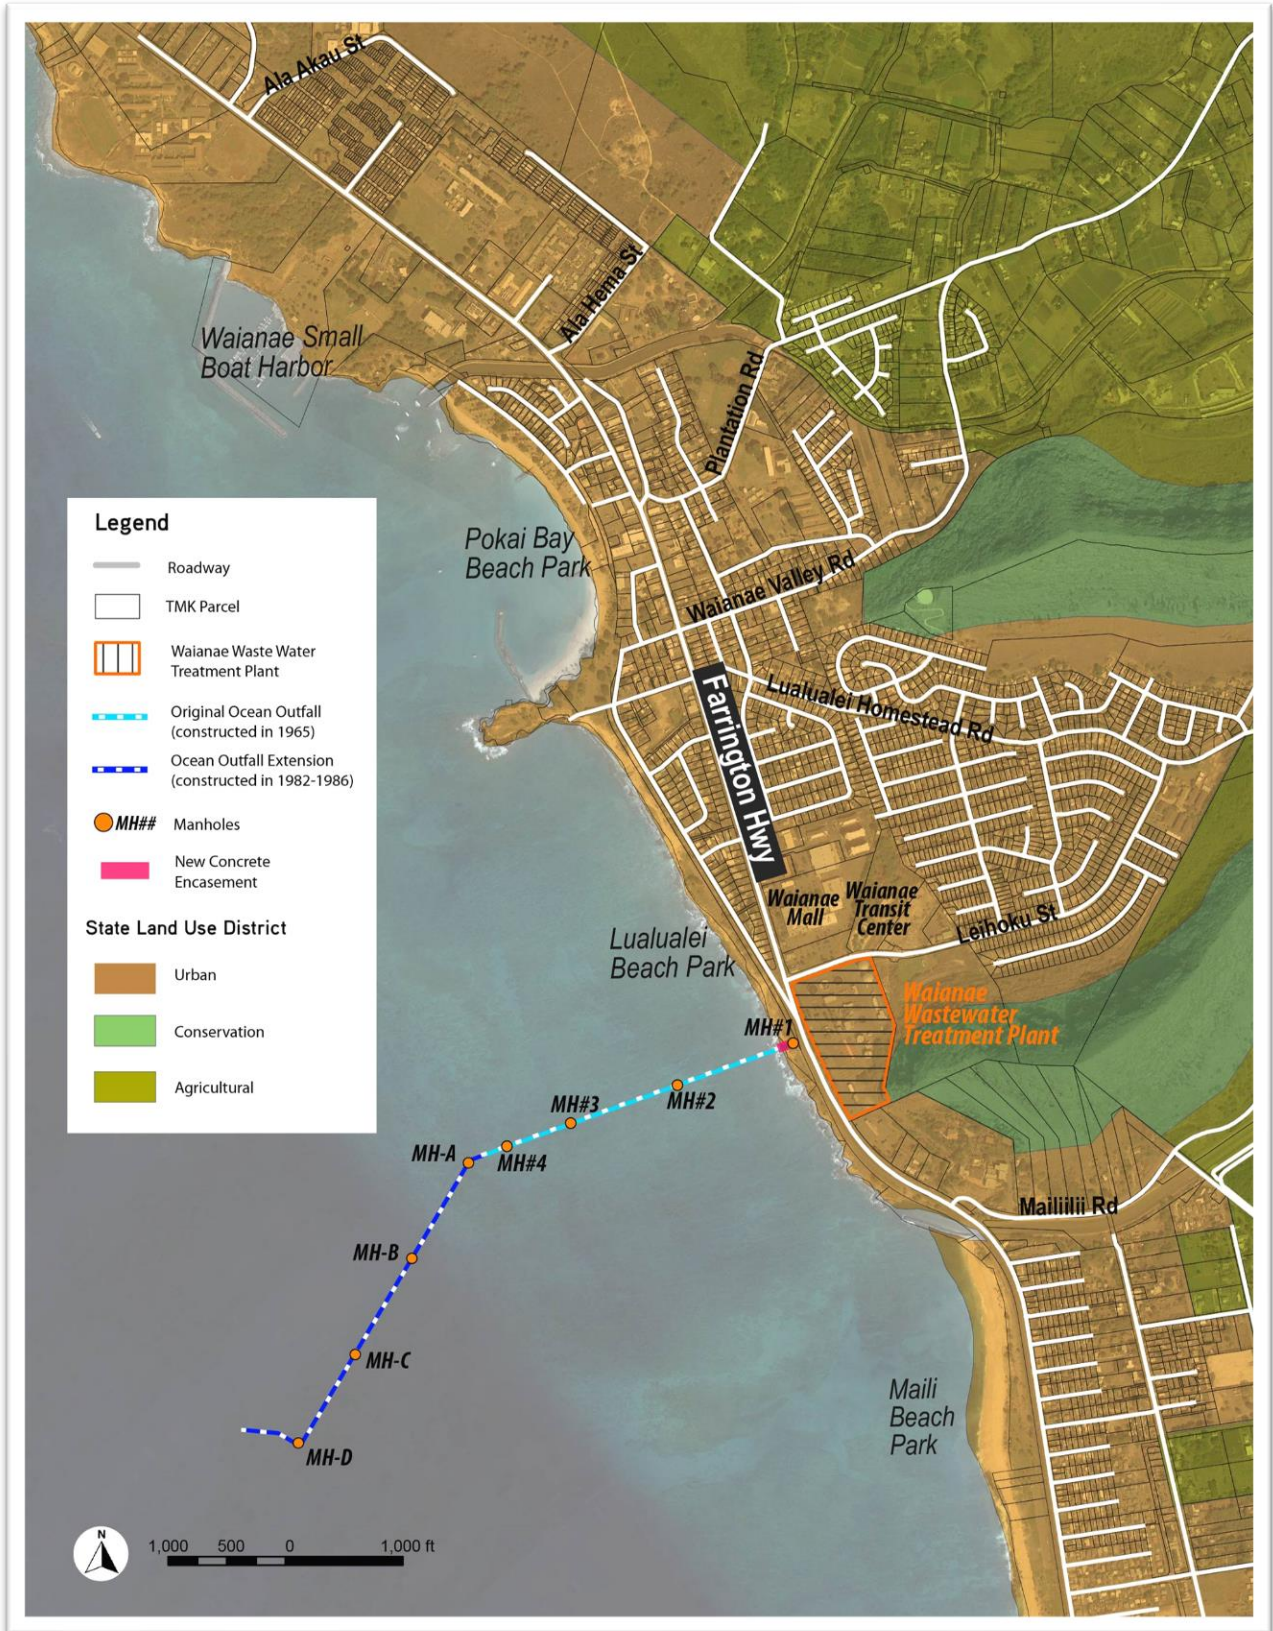 Ala Akau St
Ala Hema St
Waianae Small
Boat Harbor
Plantation Rd
Legend
Roadway
TMK Parcel
Waianae Waste Water
Treatment Plant
Original Ocean Outfall
(constructed in 1965)
Ocean Outfall Extension
(constructed in 1982-1986)
MH## Manholes
New Concrete
Encasement
State Land Use District
Urban
Conservation
Agricultural
Pokai Bay
Beach Park
Waianae Valley Rd
Lualualei Homestead Rd
Farrington Hwy
Waianae
Mall
Waianae
Transit
Center
Leihoku St
Lualualei
Beach Park
Waianae
Wastewater
Treatment Plant
MH#1
MH#2
MH#3
MH#4
MH-A
MH-B
MH-C
MH-D
Mailiilii Rd
Maili
Beach
Park
N
1,000 500 0 1,000 ft